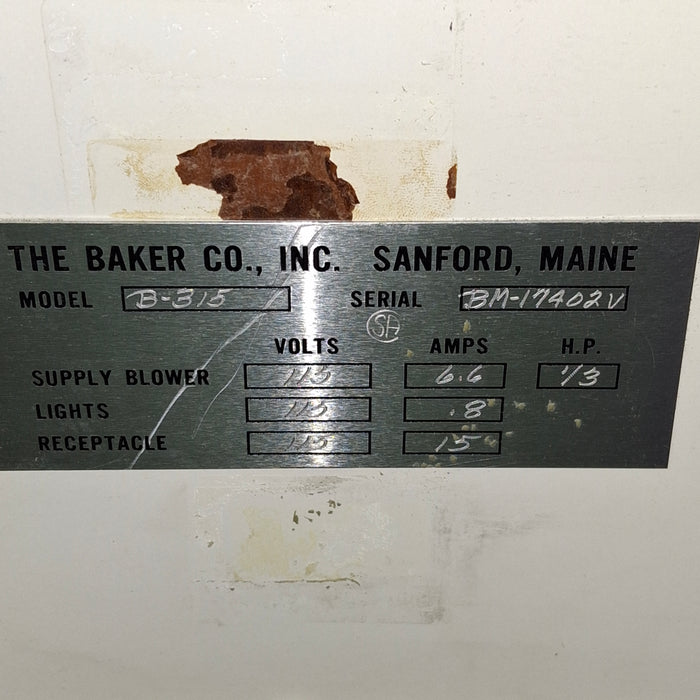 THE BAKER CO., INC. SANFORD, MAINE
MODEL B-315 SERIAL BM-17402V
SA
VOLTS AMPS H.P.
SUPPLY BLOWER 115 6.6 1/3
LIGHTS 115 .8
RECEPTACLE 115 15